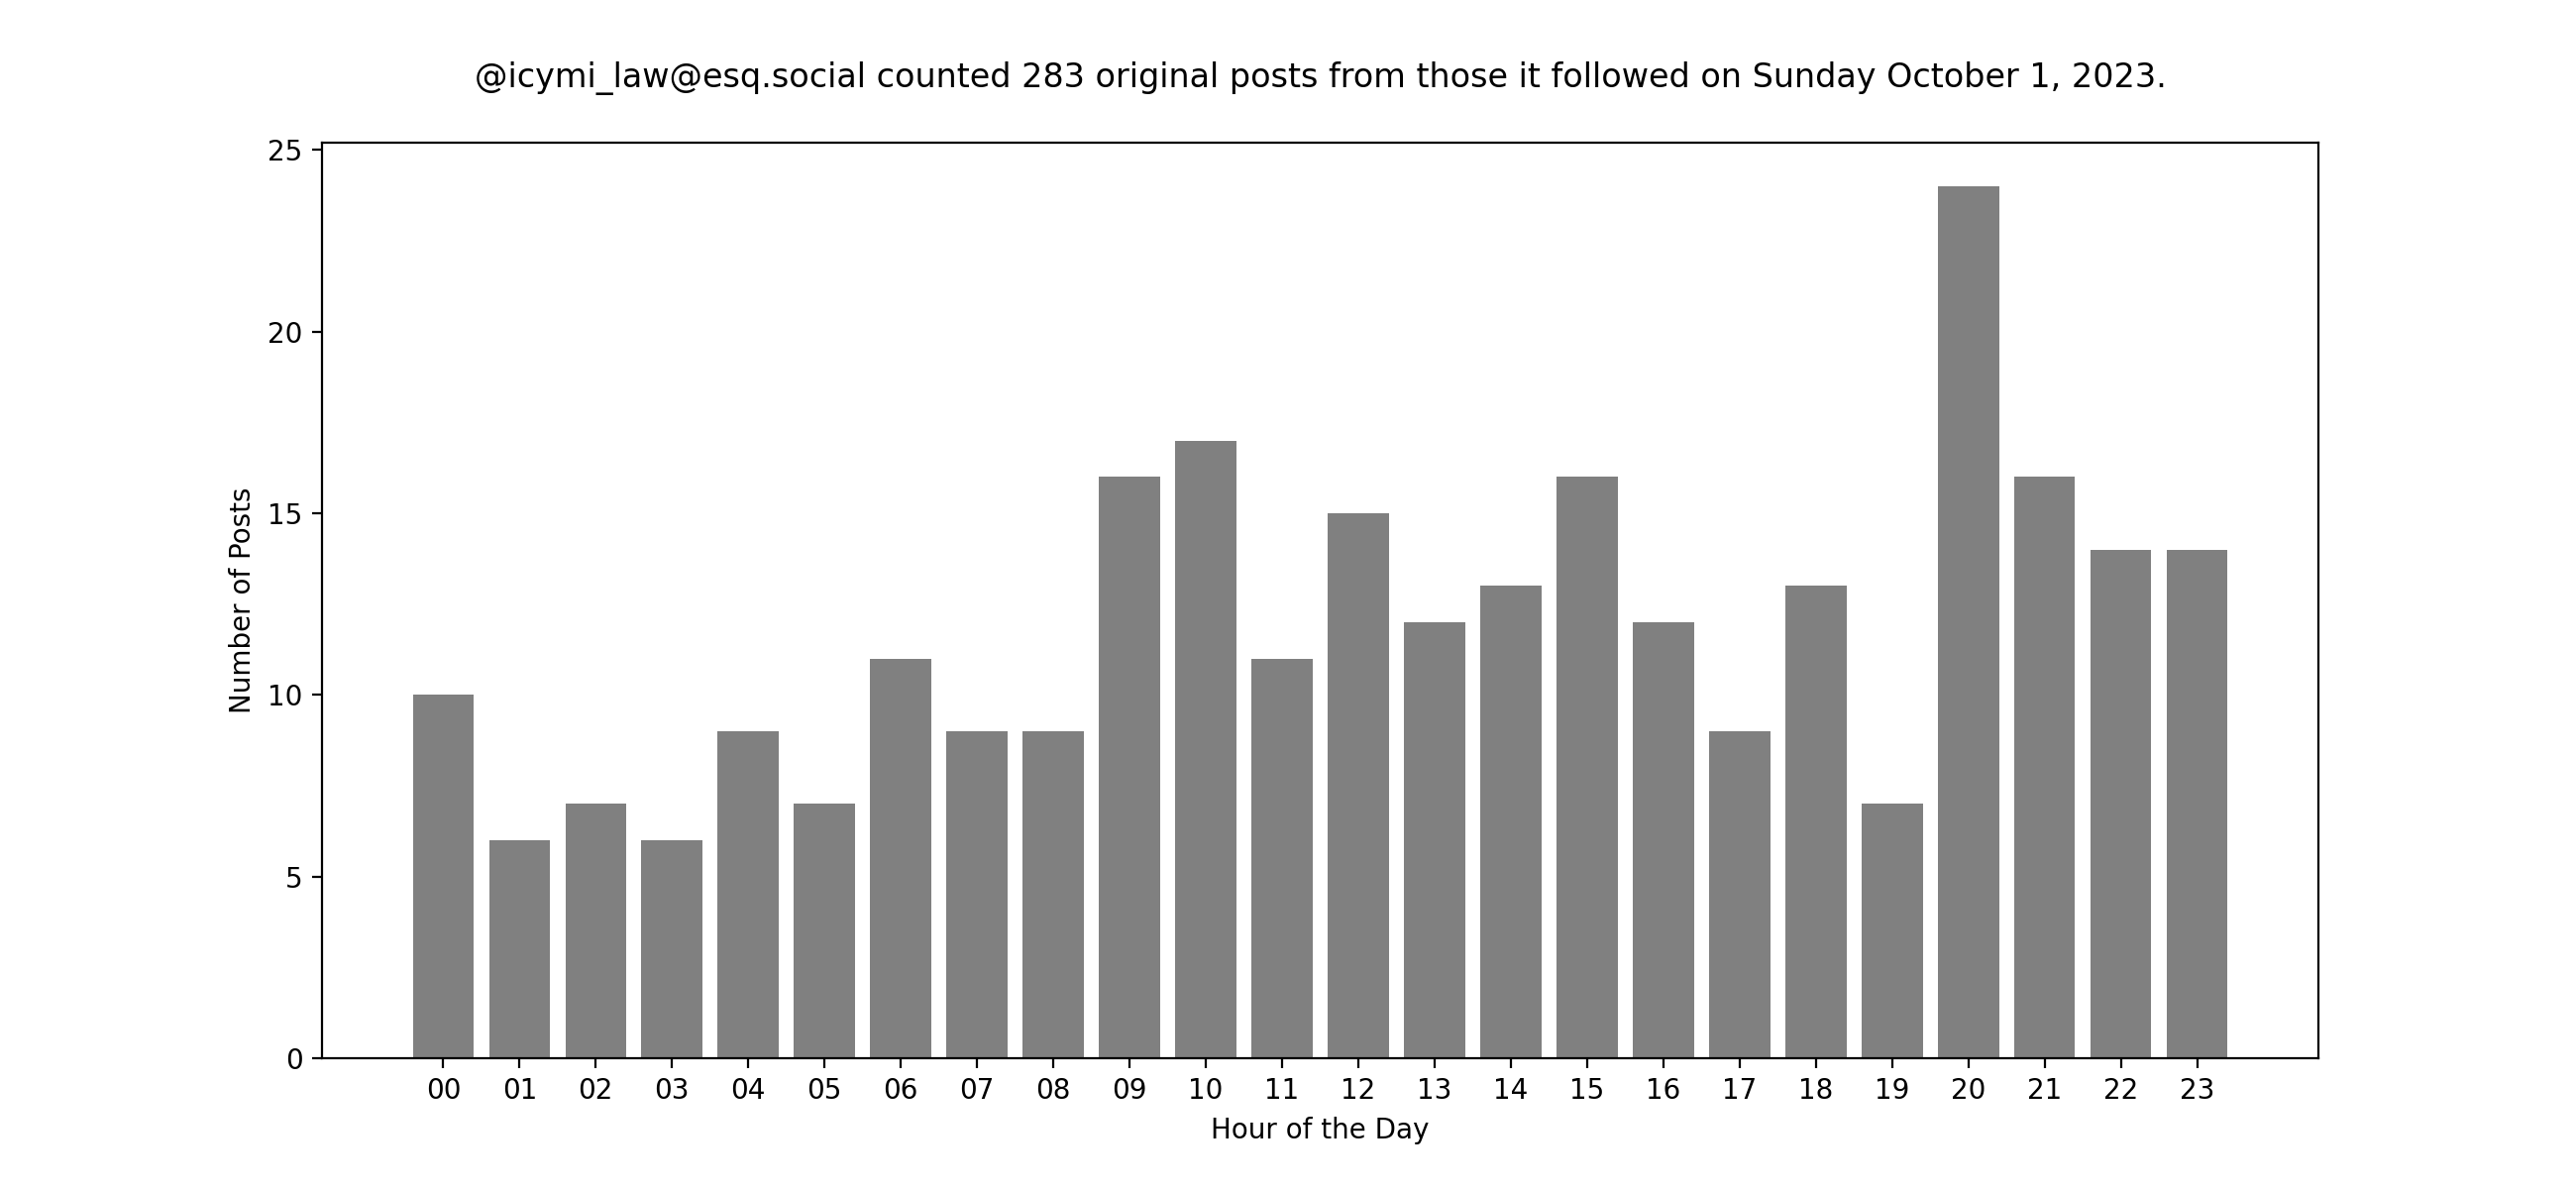 @icymi_law@esq.social counted 283 original posts from those it followed on Sunday October 1, 2023.
25
20
15
10
5
0
Number of Posts
00 01 02 03 04 05 06 07 08 09 10 11 12 13 14 15 16 17 18 19 20 21 22 23
Hour of the Day